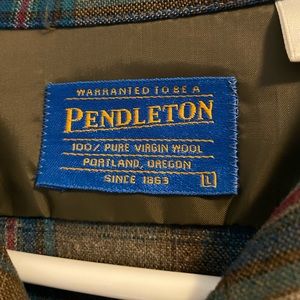 WARRANTED TO BE A
PENDLETON
100% PURE VIRGIN WOOL
PORTLAND, OREGON
SINCE 1863
L